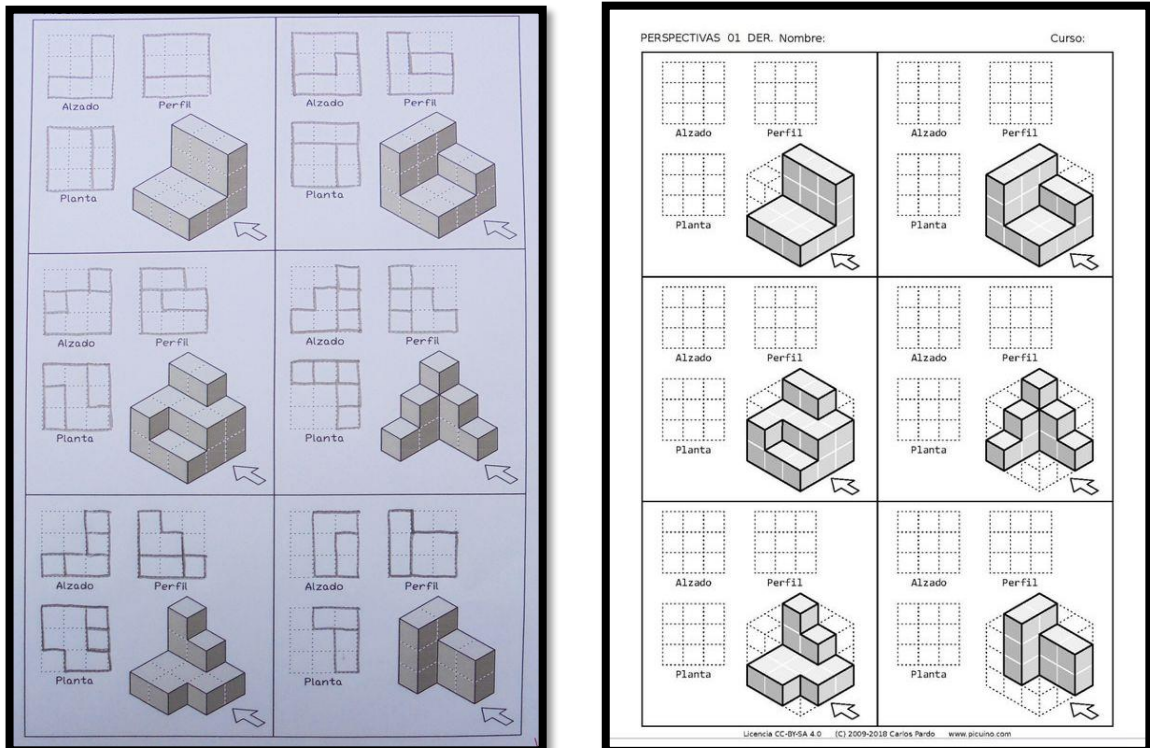 Alzado Perfil Alzado Perfil
Planta Planta
Alzado Perfil Alzado Perfil
Planta Planta
Alzado Perfil Alzado Perfil
Planta Planta
PERSPECTIVAS 01 DER. Nombre: Curso:
Alzado Perfil Alzado Perfil
Planta Planta
Alzado Perfil Alzado Perfil
Planta Planta
Alzado Perfil Alzado Perfil
Planta Planta
Licencia CC-BY-SA 4.0 (C) 2009-2018 Carlos Pardo www.picuino.com